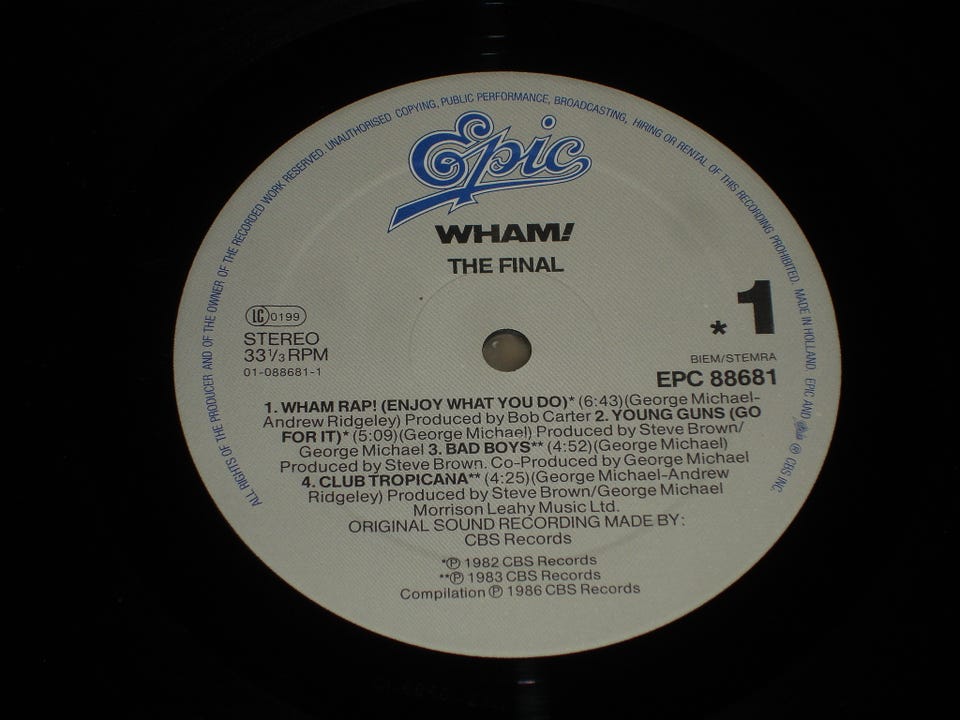 ALL RIGHTS OF THE PRODUCER AND OF THE OWNER OF THE RECORDED WORK RESERVED. UNAUTHORISED COPYING, PUBLIC PERFORMANCE, BROADCASTING, HIRING OR RENTAL OF THIS RECORDING PROHIBITED. MADE IN HOLLAND. EPIC AND Epic ® CBS INC.
Epic
WHAM!
THE FINAL
LC 0199
STEREO
33⅓ RPM
01-088681-1
* 1
BIEM/STEMRA
EPC 88681
1. WHAM RAP! (ENJOY WHAT YOU DO)* (6:43)(George Michael-
Andrew Ridgeley) Produced by Bob Carter 2. YOUNG GUNS (GO
FOR IT)* (5:09)(George Michael) Produced by Steve Brown/
George Michael 3. BAD BOYS** (4:52)(George Michael)
Produced by Steve Brown. Co-Produced by George Michael
4. CLUB TROPICANA** (4:25)(George Michael-Andrew
Ridgeley) Produced by Steve Brown/George Michael
Morrison Leahy Music Ltd.
ORIGINAL SOUND RECORDING MADE BY:
CBS Records
*℗ 1982 CBS Records
**℗ 1983 CBS Records
Compilation ℗ 1986 CBS Records